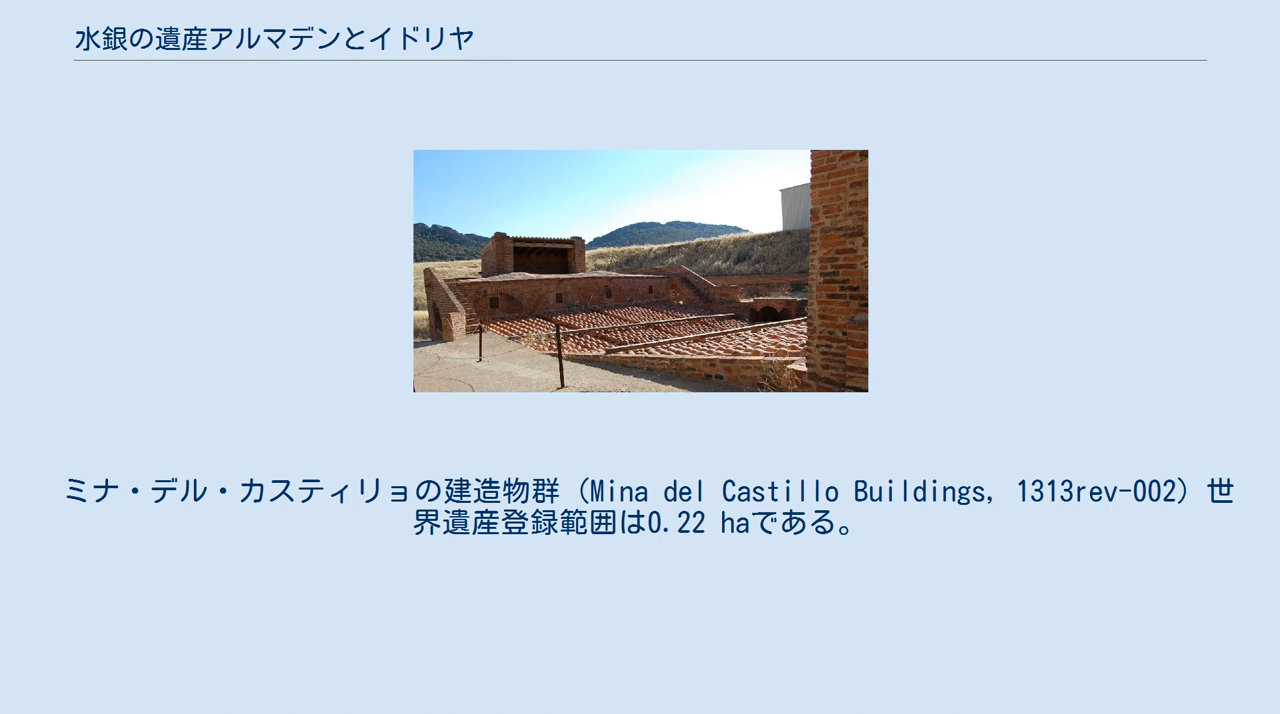 水銀の遺産アルマデンとイドリヤ
ミナ・デル・カスティリョの建造物群 (Mina del Castillo Buildings, 1313rev-002) 世
界遺産登録範囲は0.22 haである。